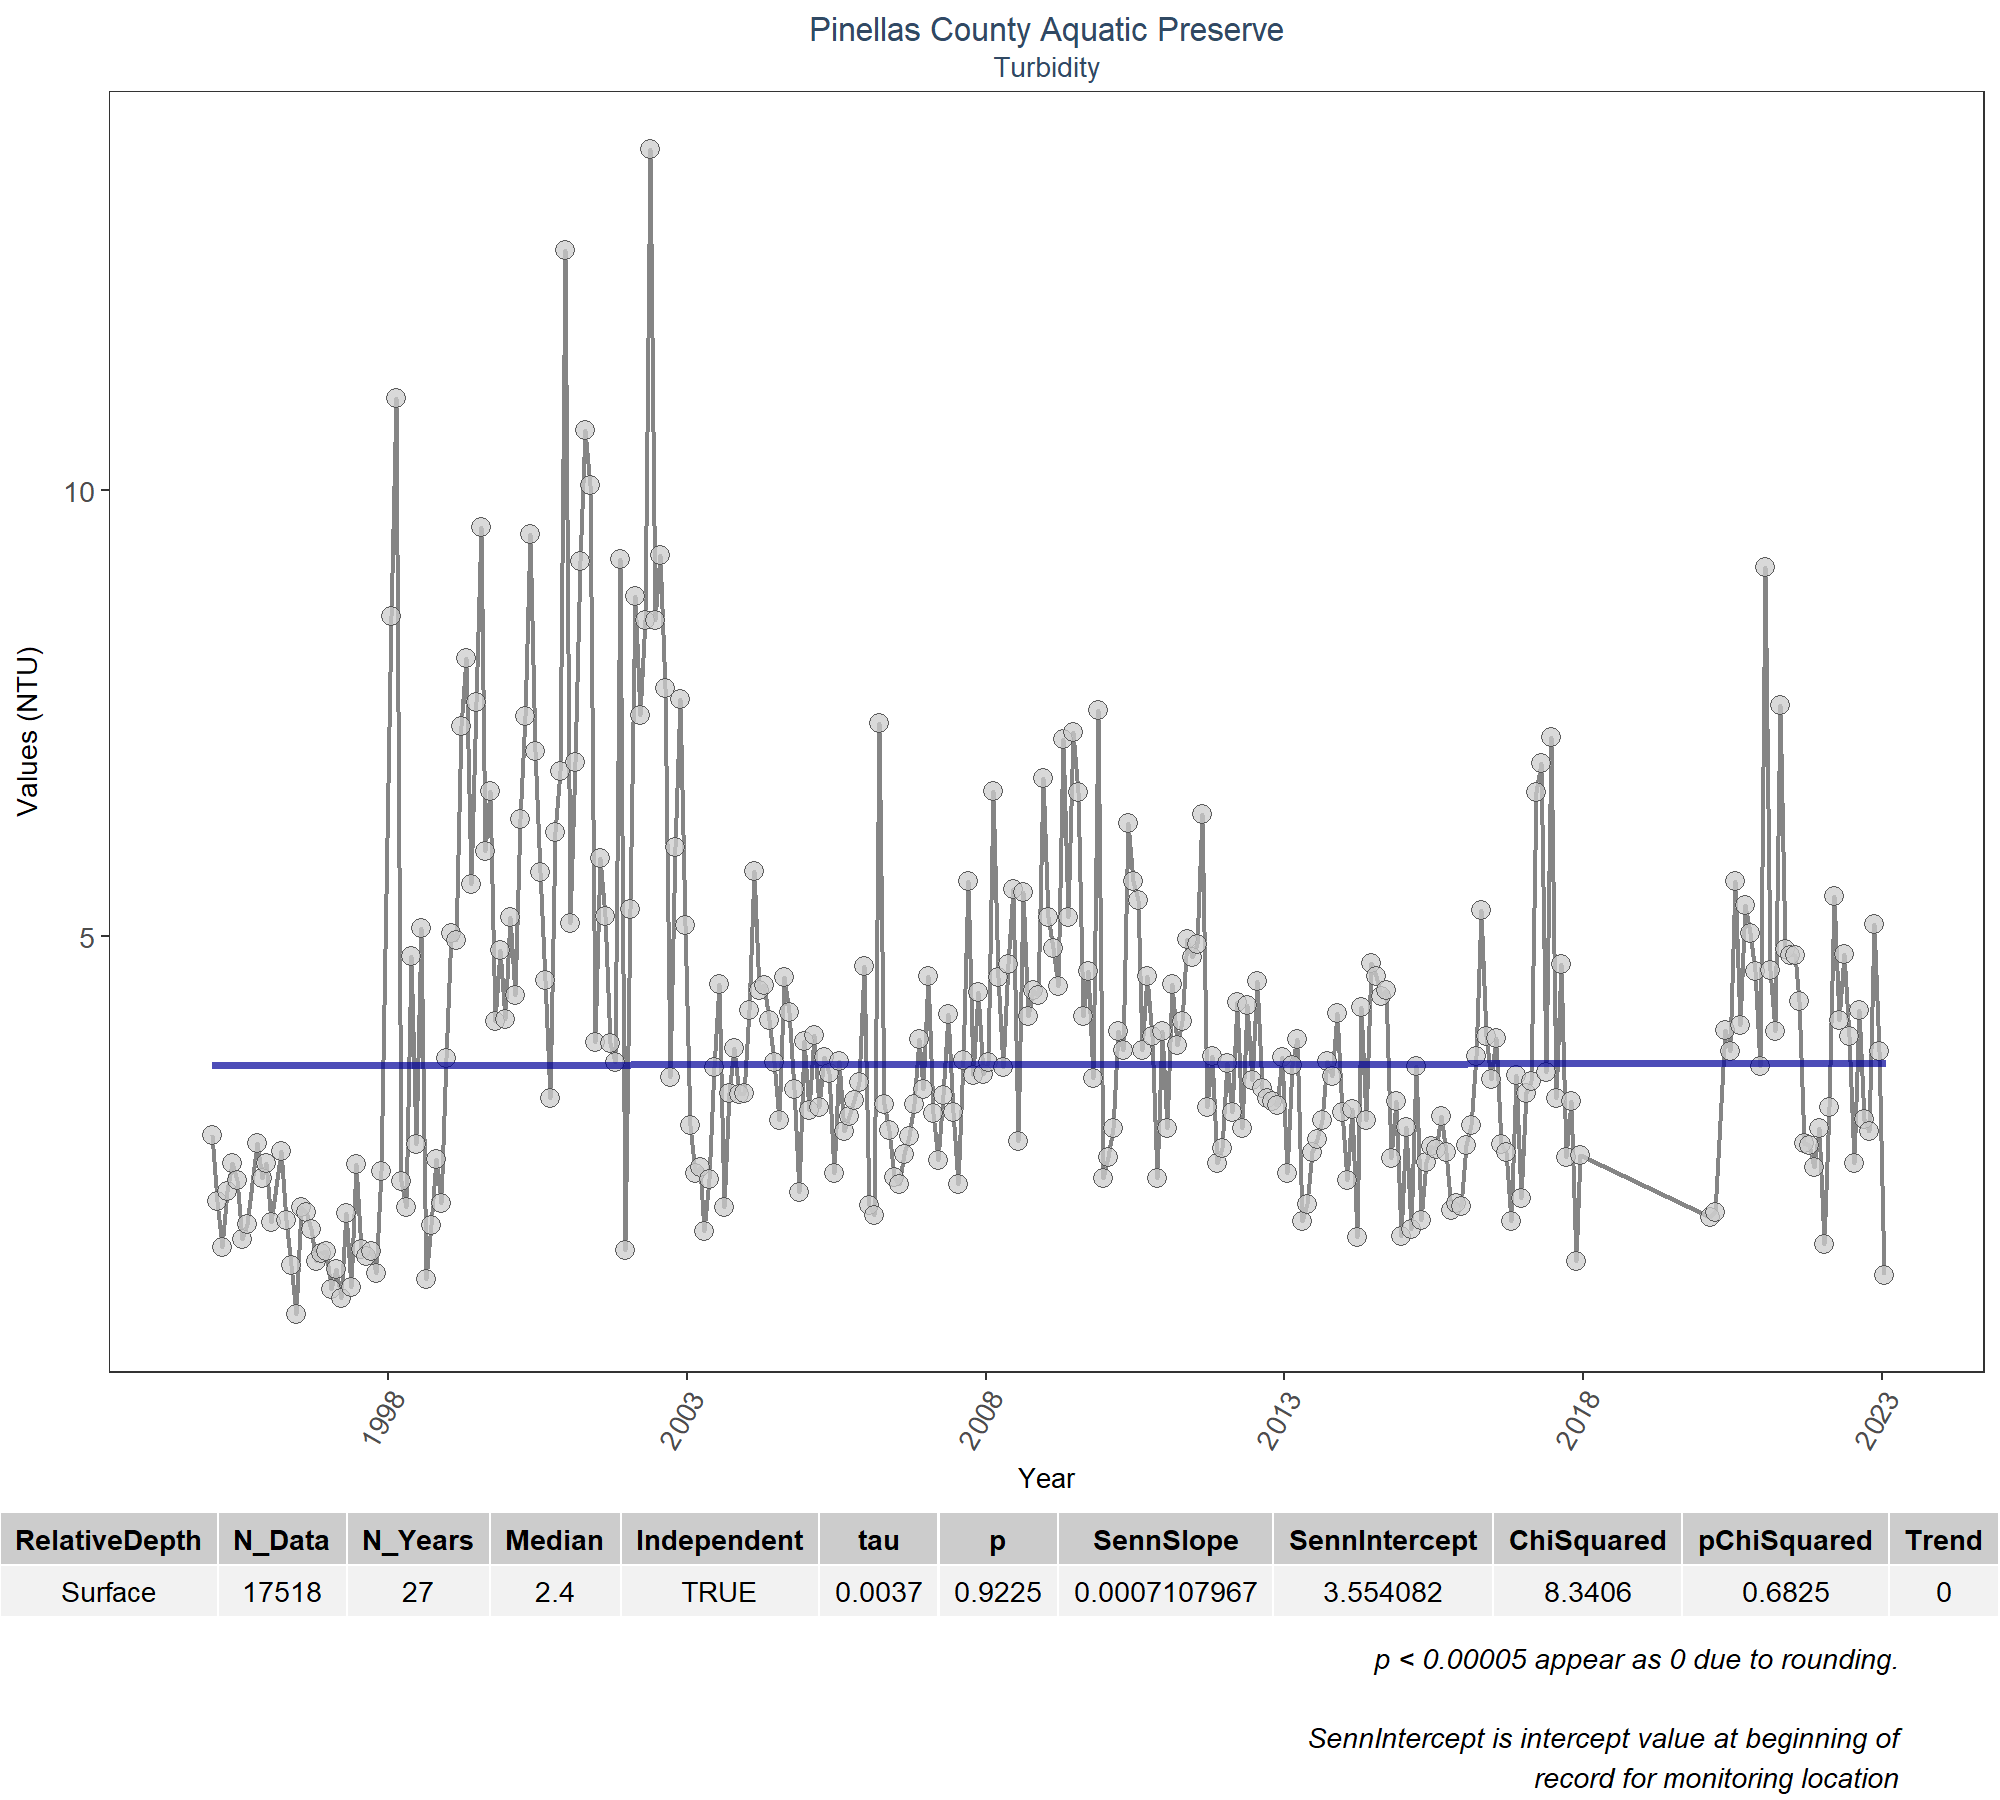 Pinellas County Aquatic Preserve
Turbidity
Values (NTU)
10
5
1998 2003 2008 2013 2018 2023
Year
RelativeDepth N_Data N_Years Median Independent tau p SennSlope SennIntercept ChiSquared pChiSquared Trend
Surface 17518 27 2.4 TRUE 0.0037 0.9225 0.0007107967 3.554082 8.3406 0.6825 0
p < 0.00005 appear as 0 due to rounding.
SennIntercept is intercept value at beginning of
record for monitoring location